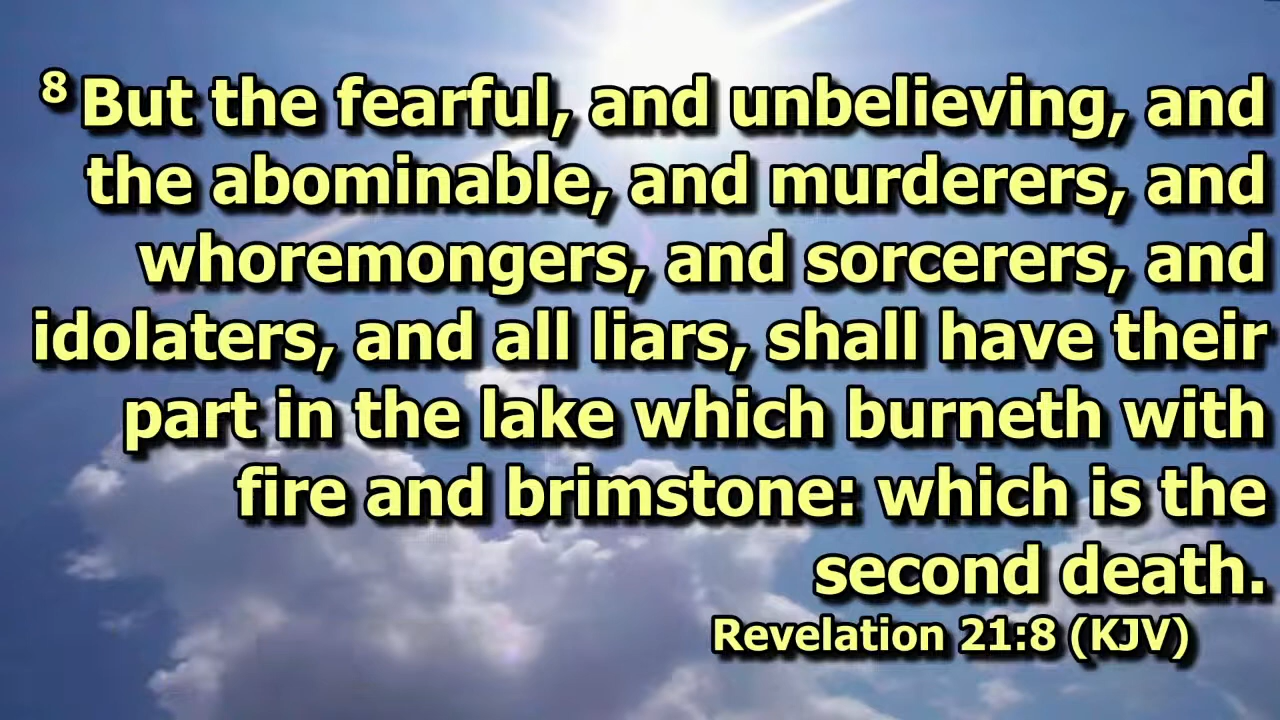 8 But the fearful, and unbelieving, and
the abominable, and murderers, and
whoremongers, and sorcerers, and
idolaters, and all liars, shall have their
part in the lake which burneth with
fire and brimstone: which is the
second death.
Revelation 21:8 (KJV)